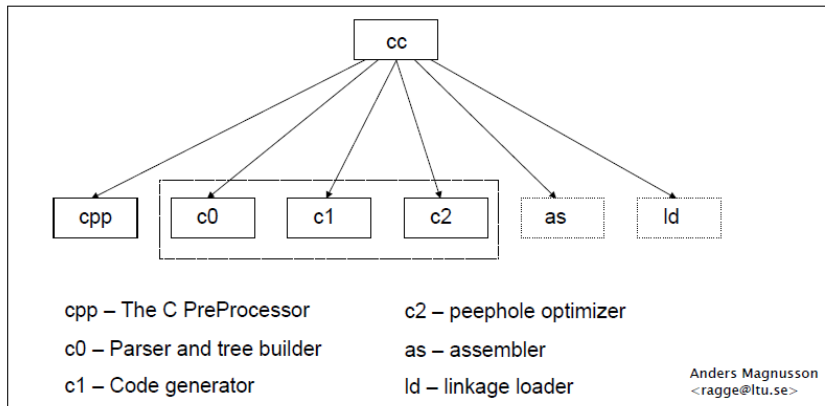 cc
cpp c0 c1 c2 as ld
cpp – The C PreProcessor
c0 – Parser and tree builder
c1 – Code generator
c2 – peephole optimizer
as – assembler
ld – linkage loader
Anders Magnusson
<ragge@ltu.se>